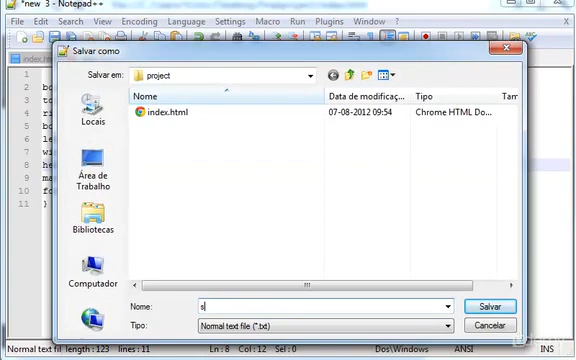 *new 3 - Notepad++
File Edit Search View Encoding Language Settings Macro Run Plugins Window ? X
Salvar como
Salvar em: project
Nome Data de modificaç... Tipo Tam
index.html 07-08-2012 09:54 Chrome HTML Do...
Locais
Área de Trabalho
Bibliotecas
Computador
1
2 bo
3 to
4 ri
5 bo
6 le
7 wi
8 he
9 ma
10 fo
11 }
Nome: s Salvar
Tipo: Normal text file (*.txt) Cancelar
Normal text fil length : 123 lines : 11 Ln : 8 Col : 12 Sel : 0 Dos\Windows ANSI INS